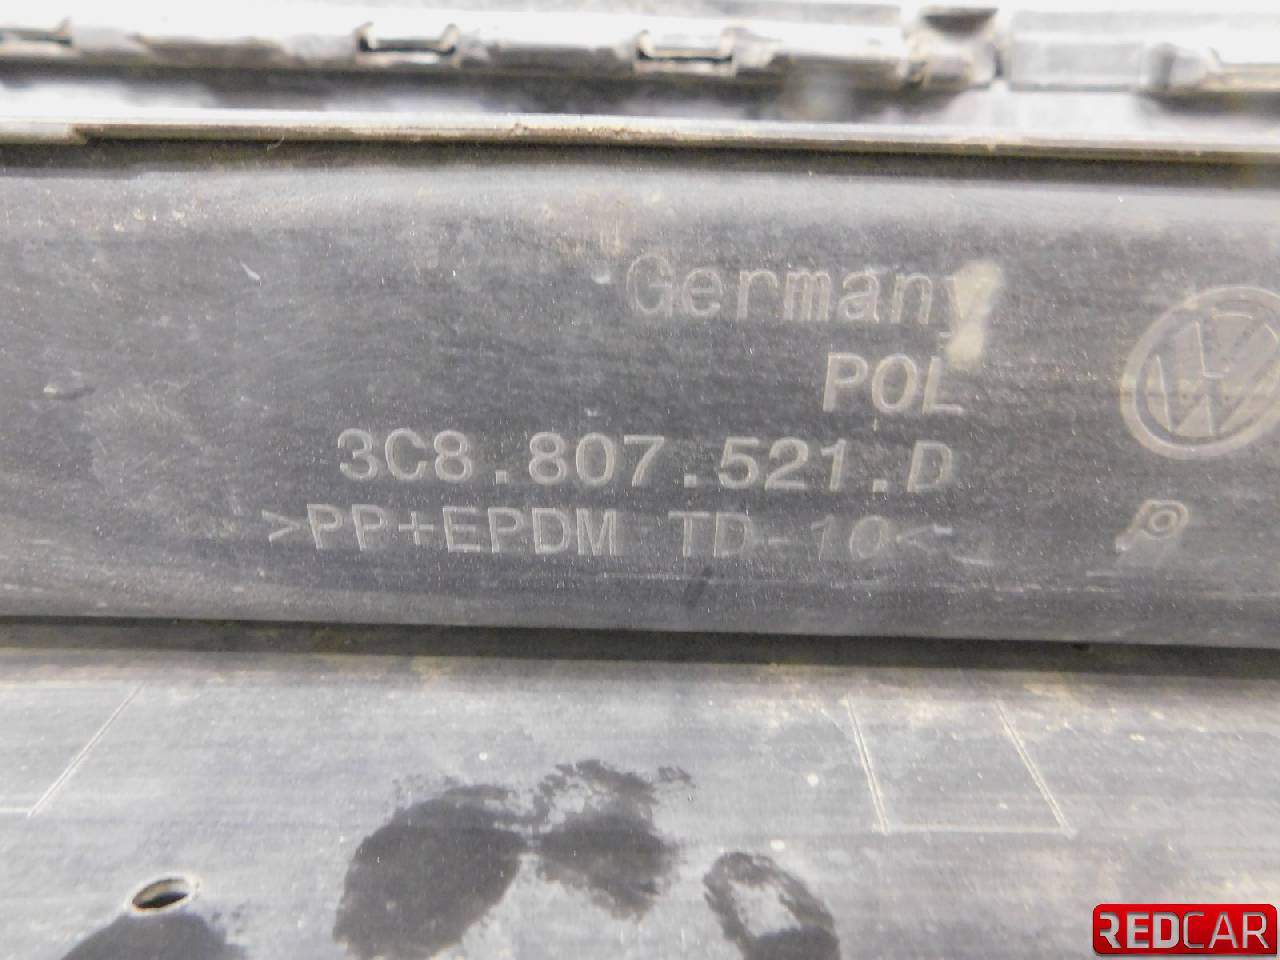 Germany
POL
3C8.807.521.D
>PP+EPDM TD-10<
REDCAR